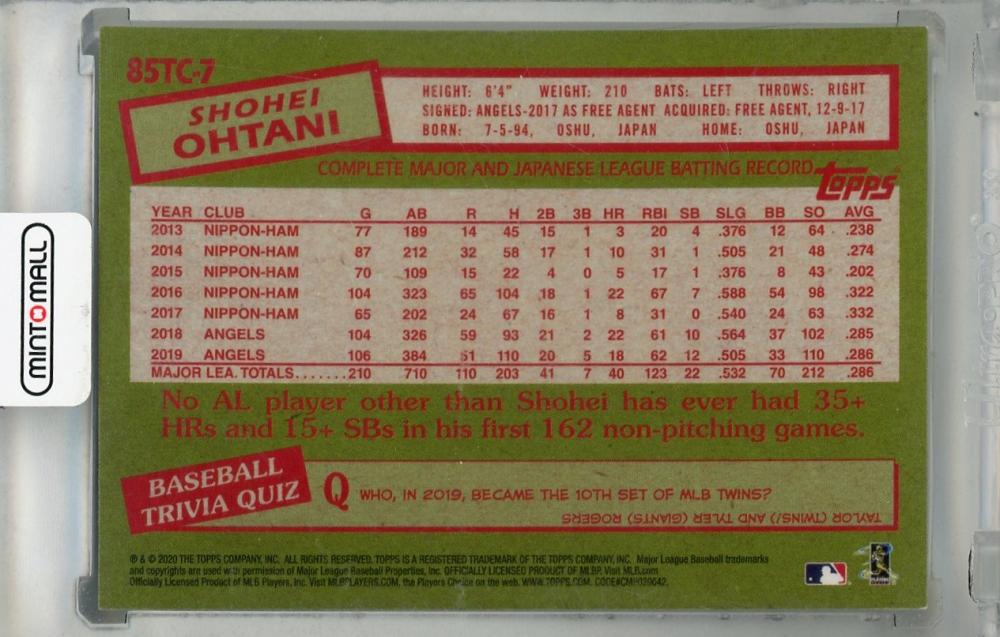 85TC-7
SHOHEI
OHTANI
HEIGHT: 6'4" WEIGHT: 210 BATS: LEFT THROWS: RIGHT
SIGNED: ANGELS-2017 AS FREE AGENT ACQUIRED: FREE AGENT, 12-9-17
BORN: 7-5-94, OSHU, JAPAN HOME: OSHU, JAPAN
COMPLETE MAJOR AND JAPANESE LEAGUE BATTING RECORD
topps
YEAR CLUB G AB R H 2B 3B HR RBI SB SLG BB SO AVG
2013 NIPPON-HAM 77 189 14 45 15 1 3 20 4 .376 12 64 .238
2014 NIPPON-HAM 87 212 32 58 17 1 10 31 1 .505 21 48 .274
2015 NIPPON-HAM 70 109 15 22 4 0 5 17 1 .376 8 43 .202
2016 NIPPON-HAM 104 323 65 104 18 1 22 67 7 .588 54 98 .322
2017 NIPPON-HAM 65 202 24 67 16 1 8 31 0 .540 24 63 .332
2018 ANGELS 104 326 59 93 21 2 22 61 10 .564 37 102 .285
2019 ANGELS 106 384 51 110 20 5 18 62 12 .505 33 110 .286
MAJOR LEA. TOTALS.......210 710 110 203 41 7 40 123 22 .532 70 212 .286
No AL player other than Shohei has ever had 35+
HRs and 15+ SBs in his first 162 non-pitching games.
BASEBALL
TRIVIA QUIZ
Q WHO, IN 2019, BECAME THE 10TH SET OF MLB TWINS?
TAYLOR (TWINS!) AND TYLER (GIANTS) ROGERS
® & © 2020 THE TOPPS COMPANY, INC. ALL RIGHTS RESERVED. TOPPS IS A REGISTERED TRADEMARK OF THE TOPPS COMPANY, INC. Major League Baseball trademarks
and copyrights are used with permission of Major League Baseball Properties, Inc. OFFICIALLY LICENSED PRODUCT OF MLBP. Visit MLB.com
Officially Licensed Product of MLB Players, Inc. Visit MLBPLAYERS.COM, the Players Choice on the web. WWW.TOPPS.COM. CODE#CMP039642.
MINTOMALL